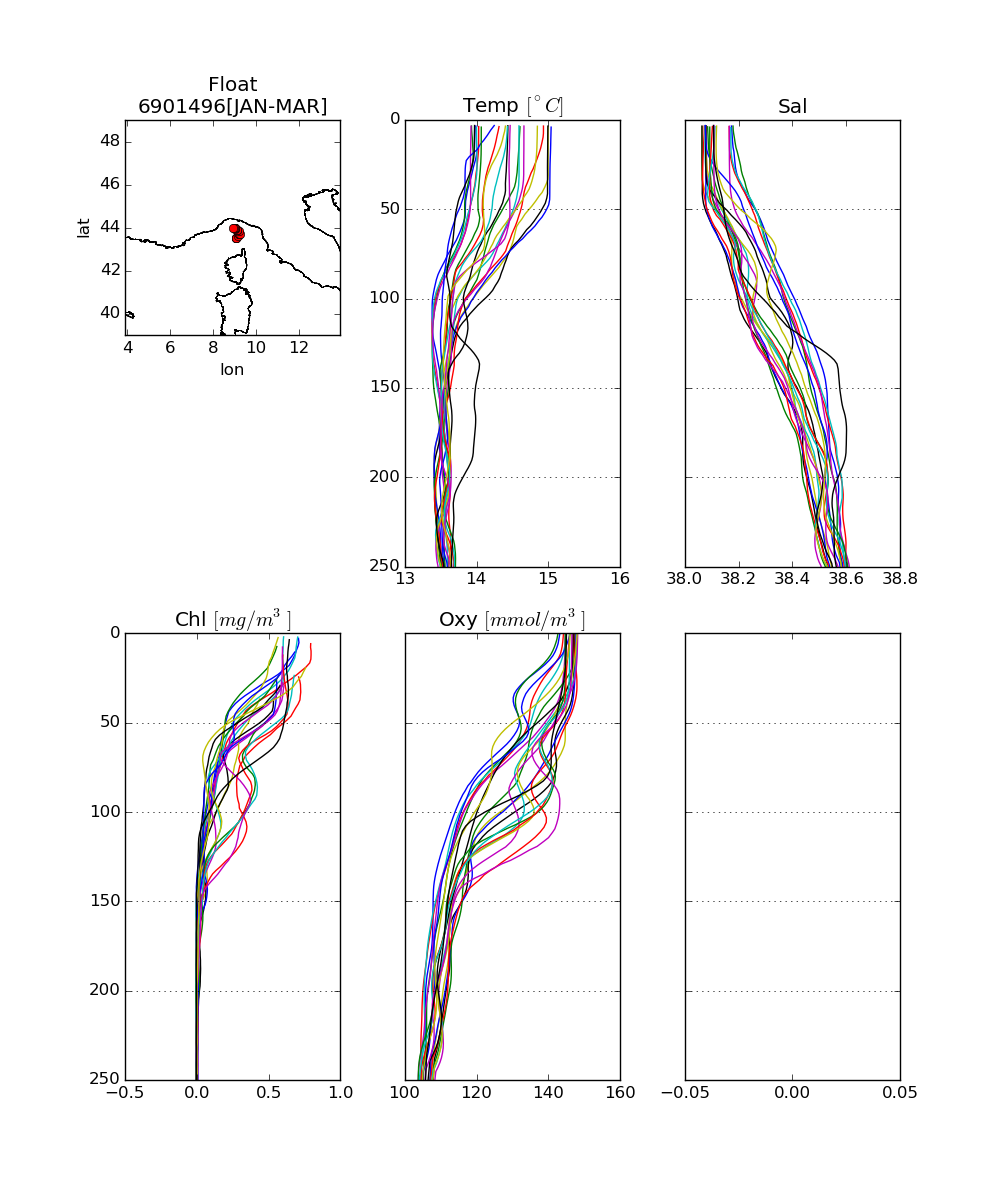 Float
6901496[JAN-MAR]
48
46
44
42
40
4 6 8 10 12
lat
lon
Temp [°C]
0
50
100
150
200
250
13 14 15 16
Sal
38.0 38.2 38.4 38.6 38.8
Chl [mg/m³ ]
0
50
100
150
200
250
−0.5 0.0 0.5 1.0
Oxy [mmol/m³ ]
100 120 140 160
−0.05 0.00 0.05